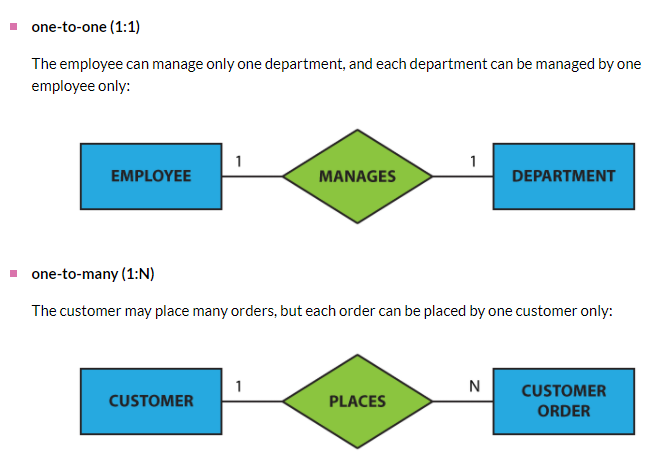 one-to-one (1:1)
The employee can manage only one department, and each department can be managed by one
employee only:
1
1
EMPLOYEE
MANAGES
DEPARTMENT
one-to-many (1:N)
The customer may place many orders, but each order can be placed by one customer only:
1
N
CUSTOMER
PLACES
CUSTOMER
ORDER